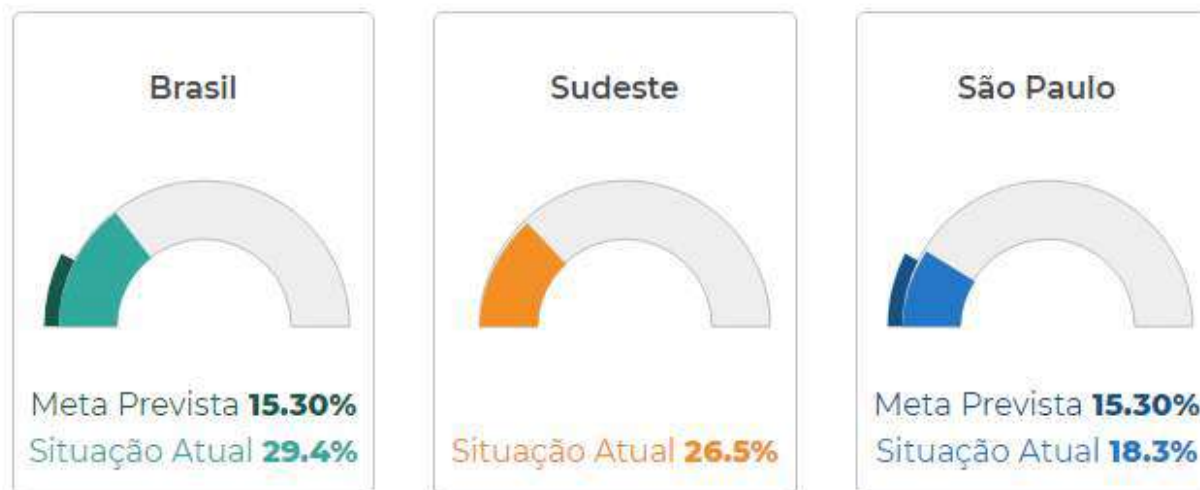 Brasil
Meta Prevista 15.30%
Situação Atual 29.4%
Sudeste
Situação Atual 26.5%
São Paulo
Meta Prevista 15.30%
Situação Atual 18.3%